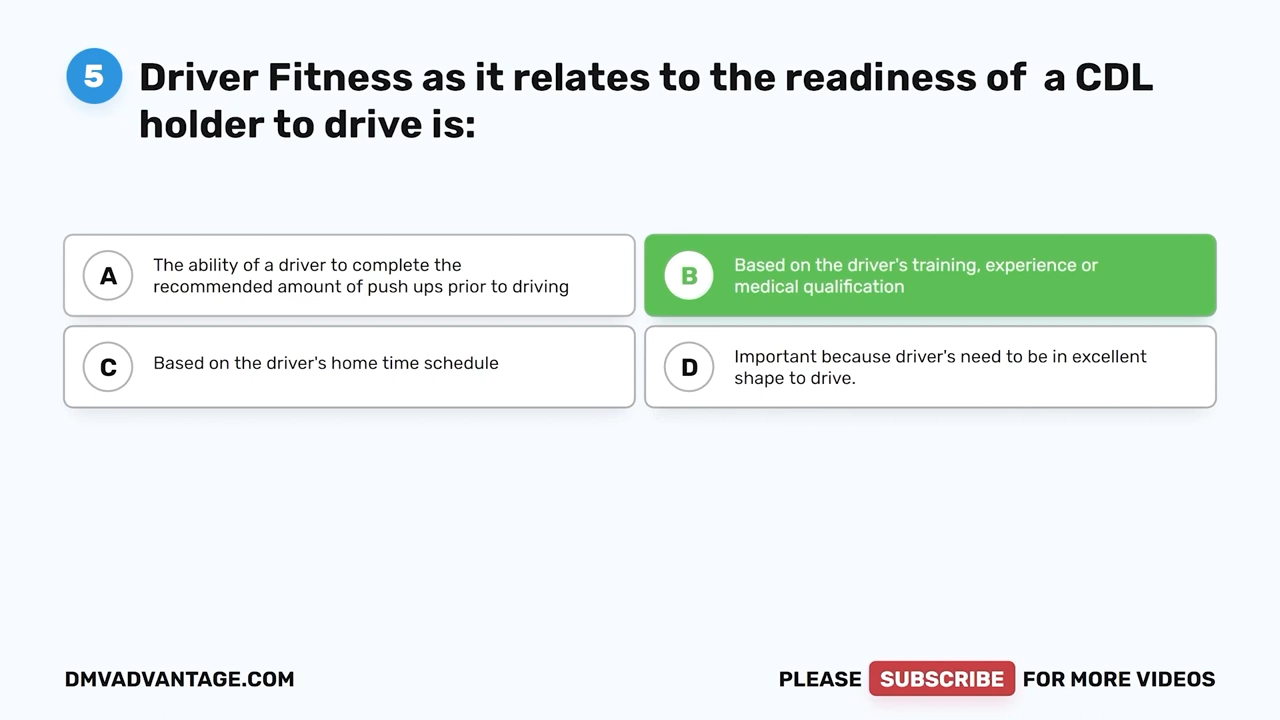 5
Driver Fitness as it relates to the readiness of  a CDL
holder to drive is:
A
The ability of a driver to complete the
recommended amount of push ups prior to driving
B
Based on the driver's training, experience or
medical qualification
C
Based on the driver's home time schedule
D
Important because driver's need to be in excellent
shape to drive.
DMVADVANTAGE.COM
PLEASE SUBSCRIBE FOR MORE VIDEOS